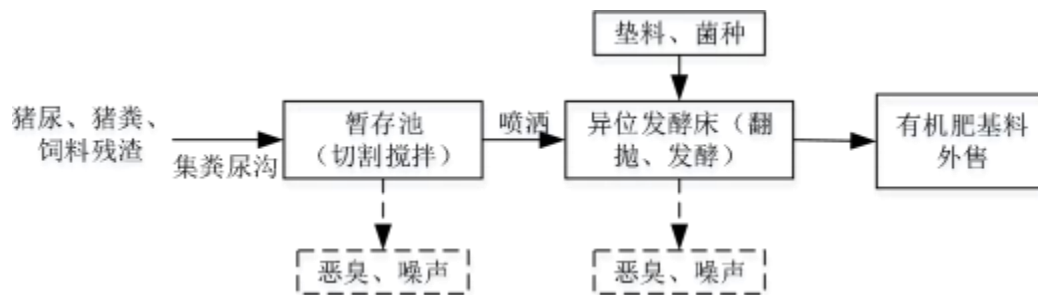 垫料、菌种
猪尿、猪粪、
饲料残渣
集粪尿沟
暂存池
（切割搅拌）
喷洒
异位发酵床（翻
抛、发酵）
有机肥基料
外售
恶臭、噪声
恶臭、噪声